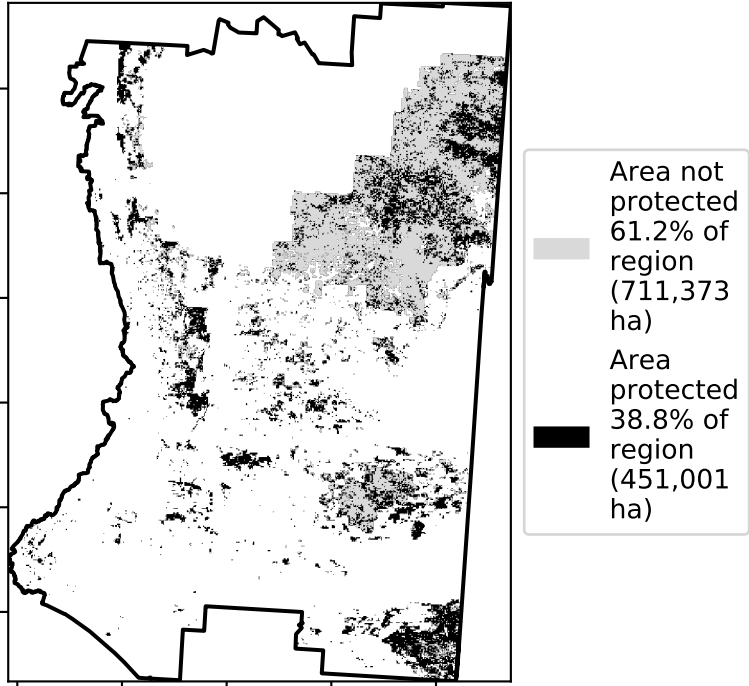 Area not
protected
61.2% of
region
(711,373
ha)
Area
protected
38.8% of
region
(451,001
ha)